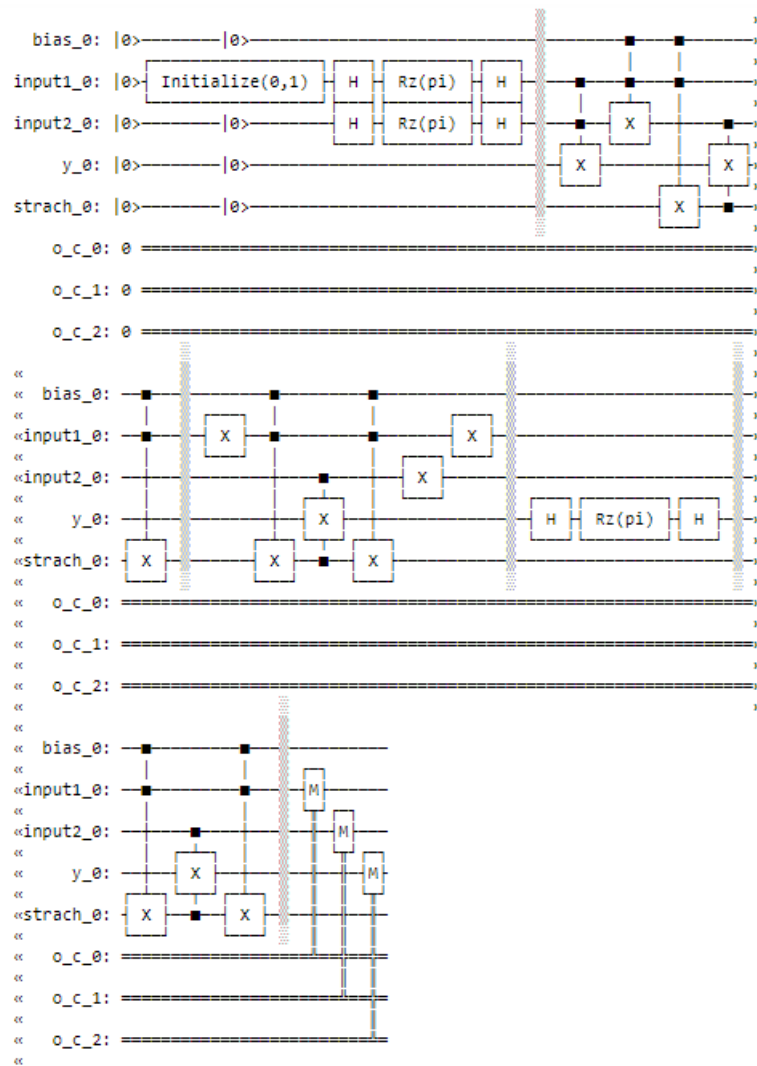 bias_0: |0> |0>
input1_0: |0> Initialize(0,1) H Rz(pi) H
input2_0: |0> |0> H Rz(pi) H X
y_0: |0> |0> X X
strach_0: |0> |0> X
o_c_0: 0
o_c_1: 0
o_c_2: 0
«
« bias_0:
«
«input1_0: X X
«
«input2_0: X
«
« y_0: X H Rz(pi) H
«
«strach_0: X X X
«
« o_c_0:
«
« o_c_1:
«
« o_c_2:
«
« bias_0:
«
«input1_0: M
«
«input2_0: M
«
« y_0: X M
«
«strach_0: X X
«
« o_c_0:
«
« o_c_1:
«
« o_c_2:
«